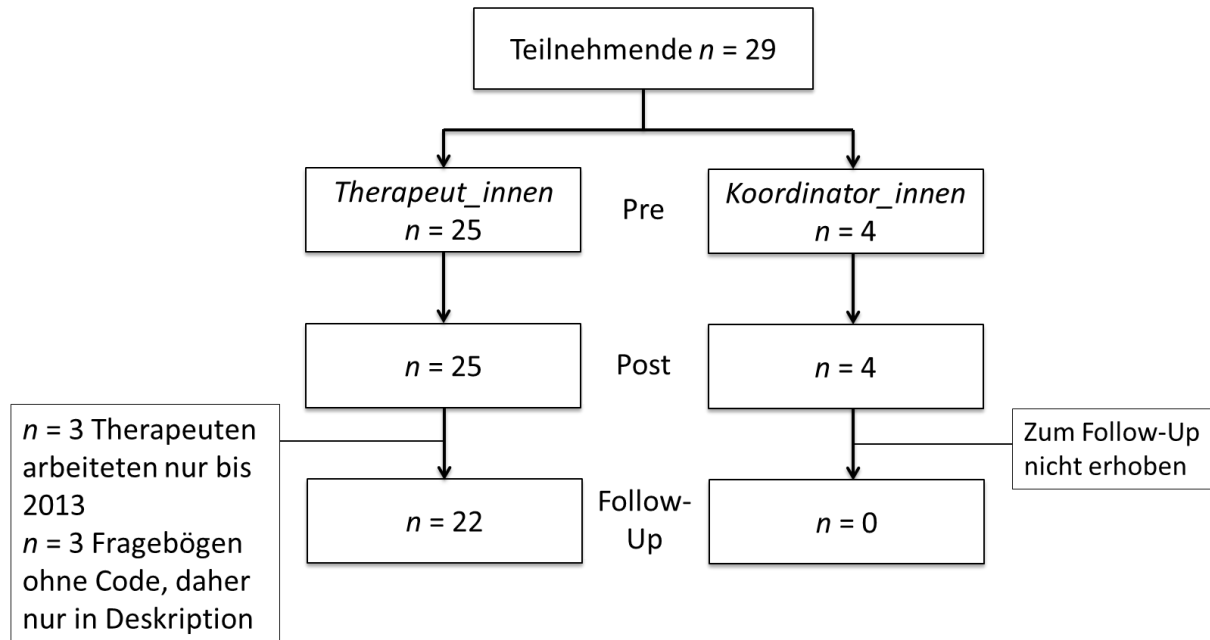 Teilnehmende n = 29
Therapeut_innen
n = 25
Pre
Koordinator_innen
n = 4
n = 25
Post
n = 4
n = 3 Therapeuten
arbeiteten nur bis
2013
n = 3 Fragebögen
ohne Code, daher
nur in Deskription
Zum Follow-Up
nicht erhoben
n = 22
Follow-
Up
n = 0